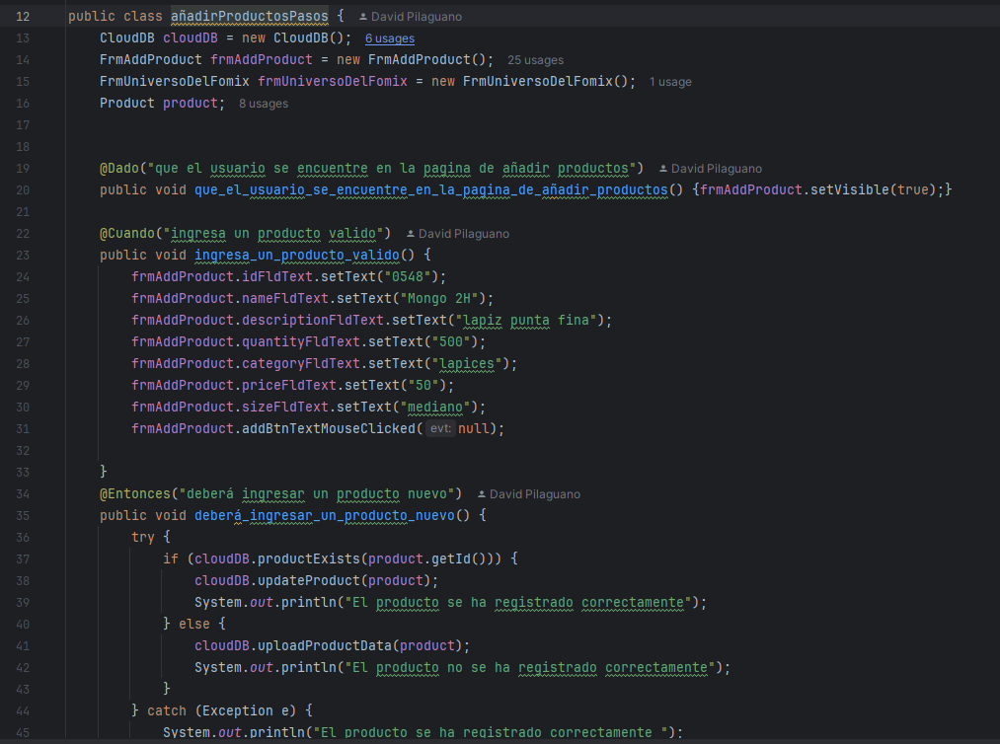 12 public class añadirProductosPasos { David Pilaguano
13 CloudDB cloudDB = new CloudDB(); 6 usages
14 FrmAddProduct frmAddProduct = new FrmAddProduct(); 25 usages
15 FrmUniversoDelFomix frmUniversoDelFomix = new FrmUniversoDelFomix(); 1 usage
16 Product product; 8 usages
17
18
19 @Dado("que el usuario se encuentre en la pagina de añadir productos") David Pilaguano
20 public void que_el_usuario_se_encuentre_en_la_pagina_de_añadir_productos() {frmAddProduct.setVisible(true);}
21
22 @Cuando("ingresa un producto valido") David Pilaguano
23 public void ingresa_un_producto_valido() {
24 frmAddProduct.idFldText.setText("0548");
25 frmAddProduct.nameFldText.setText("Mongo 2H");
26 frmAddProduct.descriptionFldText.setText("lapiz punta fina");
27 frmAddProduct.quantityFldText.setText("500");
28 frmAddProduct.categoryFldText.setText("lapices");
29 frmAddProduct.priceFldText.setText("50");
30 frmAddProduct.sizeFldText.setText("mediano");
31 frmAddProduct.addBtnTextMouseClicked( evt: null);
32
33 }
34 @Entonces("deberá ingresar un producto nuevo") David Pilaguano
35 public void deberá_ingresar_un_producto_nuevo() {
36 try {
37 if (cloudDB.productExists(product.getId())) {
38 cloudDB.updateProduct(product);
39 System.out.println("El producto se ha registrado correctamente");
40 } else {
41 cloudDB.uploadProductData(product);
42 System.out.println("El producto no se ha registrado correctamente");
43 }
44 } catch (Exception e) {
45 System.out.println("El producto se ha registrado correctamente ");